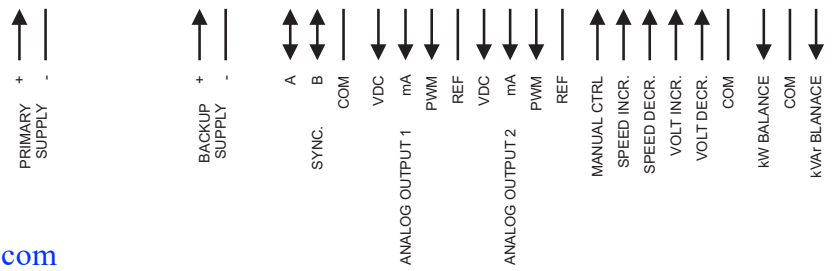 +
-
PRIMARY
SUPPLY
+
-
BACKUP
SUPPLY
A
B
COM
SYNC.
VDC
mA
PWM
REF
ANALOG OUTPUT 1
VDC
mA
PWM
REF
ANALOG OUTPUT 2
MANUAL CTRL
SPEED INCR.
SPEED DECR.
VOLT INCR.
VOLT DECR.
COM
kW BALANCE
COM
kVAr BLANACE
com